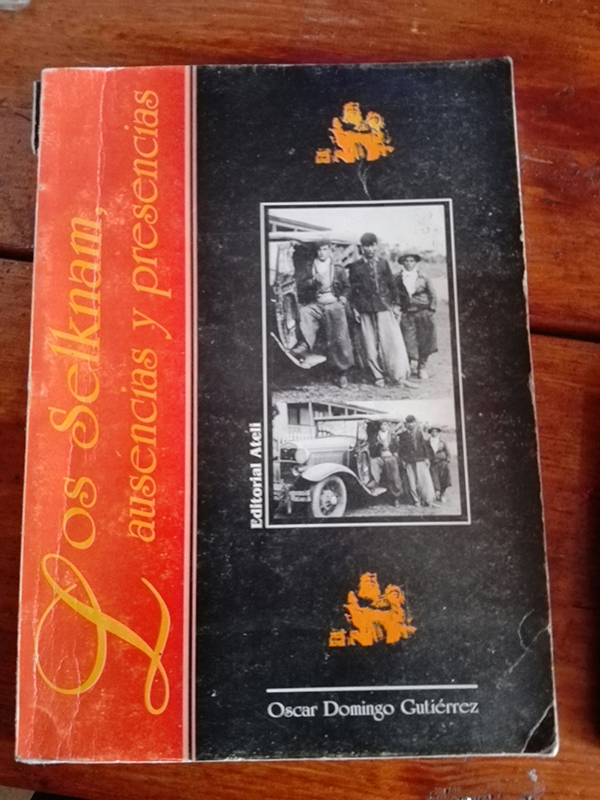 Los Selknam,
ausencias y presencias
Editorial Ateli
Oscar Domingo Gutiérrez